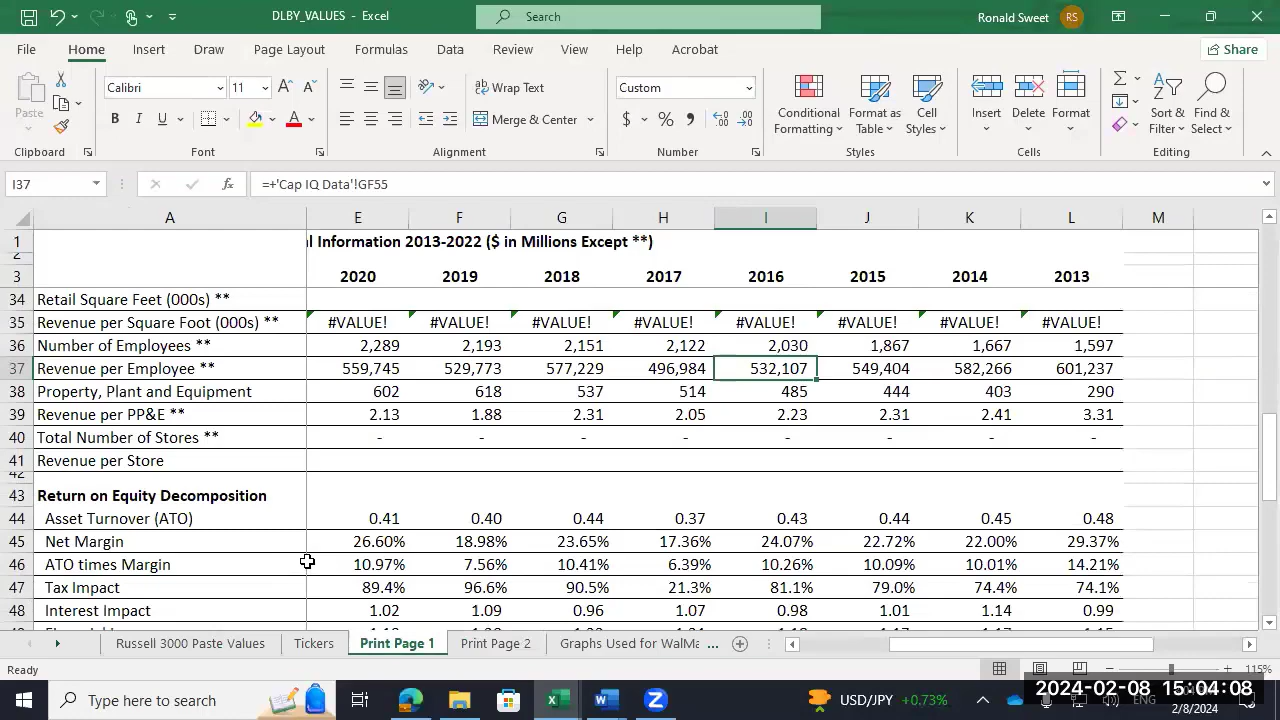 DLBY_VALUES - Excel
Search
Ronald Sweet RS
File Home Insert Draw Page Layout Formulas Data Review View Help Acrobat Share
Paste
Calibri 11
Wrap Text
Custom
B I U
Merge & Center
$ % ,
Conditional Formatting
Format as Table
Cell Styles
Insert Delete Format
Sort & Filter
Find & Select
Clipboard Font Alignment Number Styles Cells Editing
I37 fx =+'Cap IQ Data'!GF55
A E F G H I J K L M
1 l Information 2013-2022 ($ in Millions Except **)
2
3 2020 2019 2018 2017 2016 2015 2014 2013
34 Retail Square Feet (000s) **
35 Revenue per Square Foot (000s) ** #VALUE! #VALUE! #VALUE! #VALUE! #VALUE! #VALUE! #VALUE! #VALUE!
36 Number of Employees ** 2,289 2,193 2,151 2,122 2,030 1,867 1,667 1,597
37 Revenue per Employee ** 559,745 529,773 577,229 496,984 532,107 549,404 582,266 601,237
38 Property, Plant and Equipment 602 618 537 514 485 444 403 290
39 Revenue per PP&E ** 2.13 1.88 2.31 2.05 2.23 2.31 2.41 3.31
40 Total Number of Stores ** - - - - - - - -
41 Revenue per Store
42
43 Return on Equity Decomposition
44 Asset Turnover (ATO) 0.41 0.40 0.44 0.37 0.43 0.44 0.45 0.48
45 Net Margin 26.60% 18.98% 23.65% 17.36% 24.07% 22.72% 22.00% 29.37%
46 ATO times Margin 10.97% 7.56% 10.41% 6.39% 10.26% 10.09% 10.01% 14.21%
47 Tax Impact 89.4% 96.6% 90.5% 21.3% 81.1% 79.0% 74.4% 74.1%
48 Interest Impact 1.02 1.09 0.96 1.07 0.98 1.01 1.14 0.99
Russell 3000 Paste Values Tickers Print Page 1 Print Page 2 Graphs Used for WalMa ...
Ready 115%
Type here to search
USD/JPY +0.73%
2024-02-08 15:04:08
ENG
2/8/2024